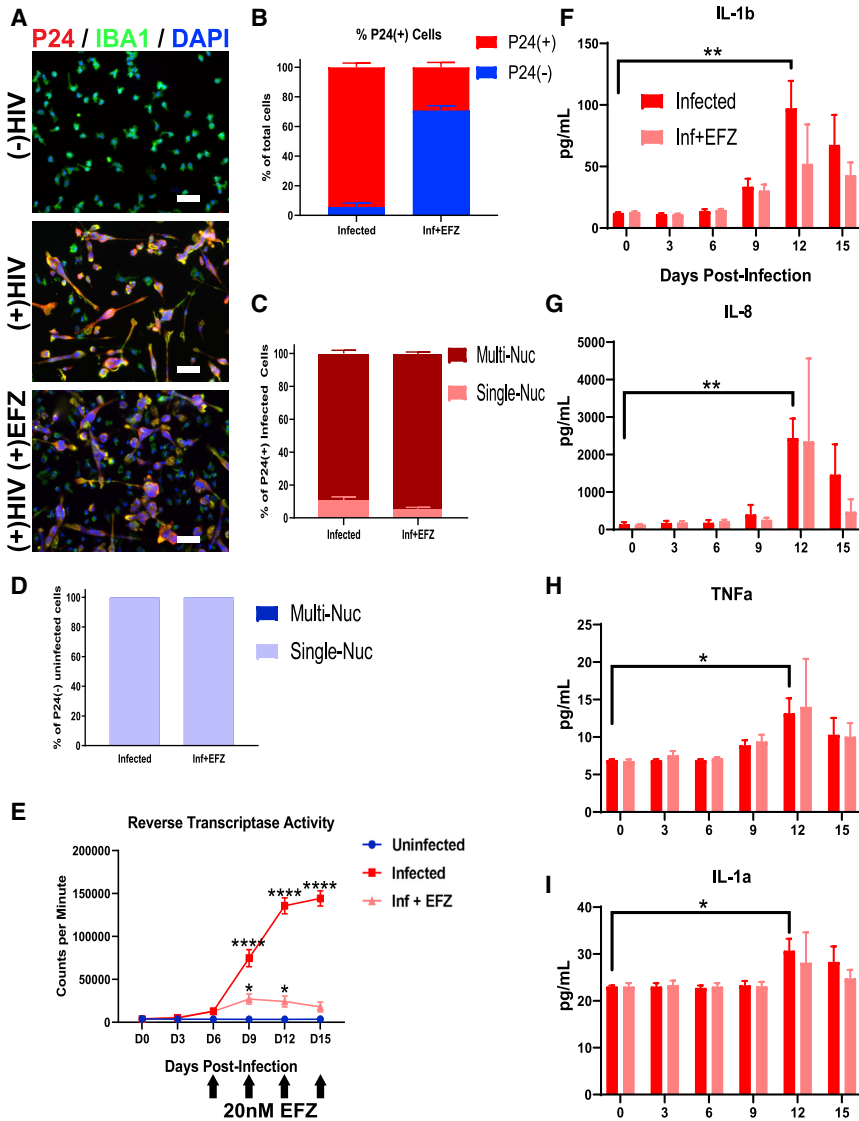 A
P24 / IBA1 / DAPI
(-)HIV
(+)HIV
(+)HIV (+)EFZ
B
% P24(+) Cells
% of total cells
100
80
60
40
20
0
Infected
Inf+EFZ
P24(+)
P24(-)
C
% of P24(+) Infected Cells
100
80
60
40
20
0
Infected
Inf+EFZ
Multi-Nuc
Single-Nuc
D
% of P24(-) uninfected cells
100
80
60
40
20
0
Infected
Inf+EFZ
Multi-Nuc
Single-Nuc
E
Reverse Transcriptase Activity
Counts per Minute
200000
150000
100000
50000
0
****
****
****
*
*
D0 D3 D6 D9 D12 D15
Days Post-Infection
20nM EFZ
Uninfected
Infected
Inf + EFZ
F
IL-1b
pg/mL
150
100
50
0
**
Infected
Inf+EFZ
0 3 6 9 12 15
Days Post-Infection
G
IL-8
pg/mL
5000
4000
3000
2000
1000
0
**
0 3 6 9 12 15
H
TNFa
pg/mL
25
20
15
10
5
0
*
0 3 6 9 12 15
I
IL-1a
pg/mL
40
30
20
10
0
*
0 3 6 9 12 15